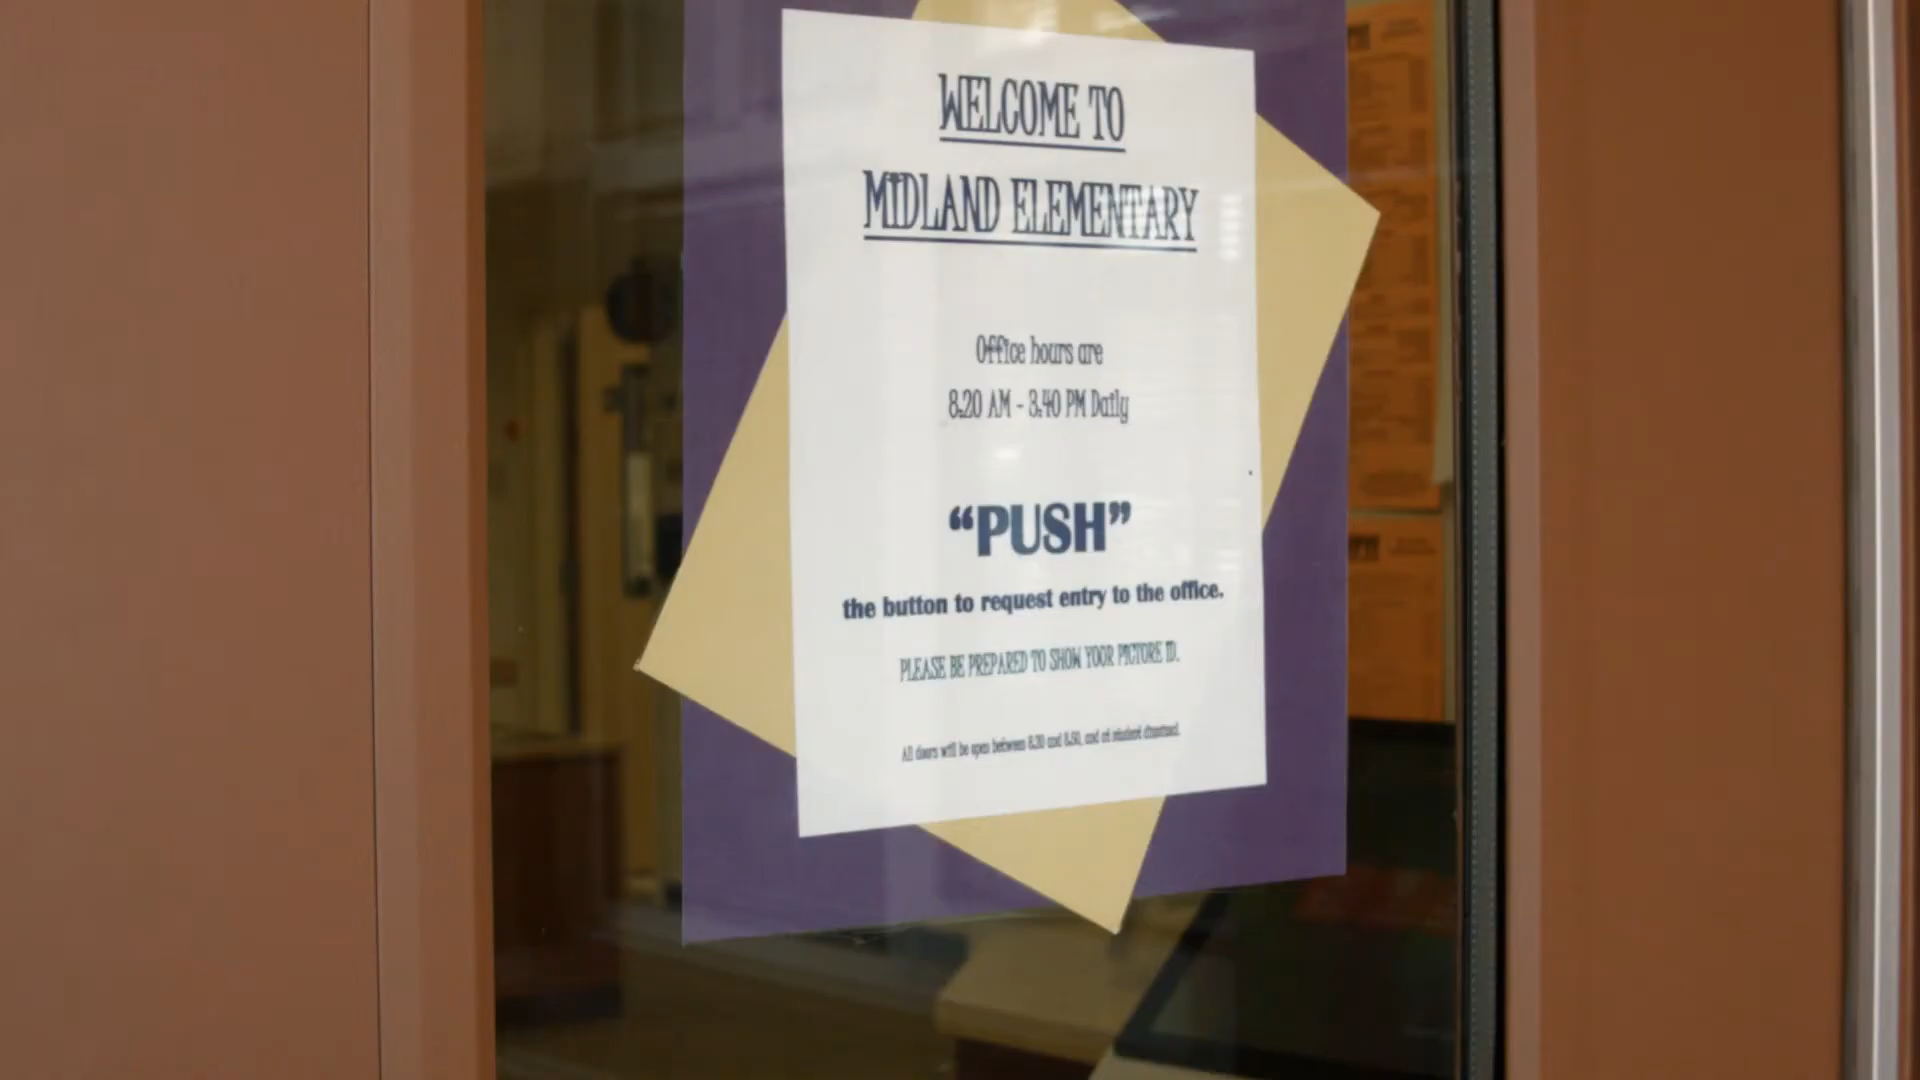 WELCOME TO
MIDLAND ELEMENTARY
Office hours are
8:20 AM - 3:40 PM Daily
“PUSH”
the button to request entry to the office.
PLEASE BE PREPARED TO SHOW YOUR PICTURE ID.
All doors will be open between 8:20 and 8:50, and at student dismissal.